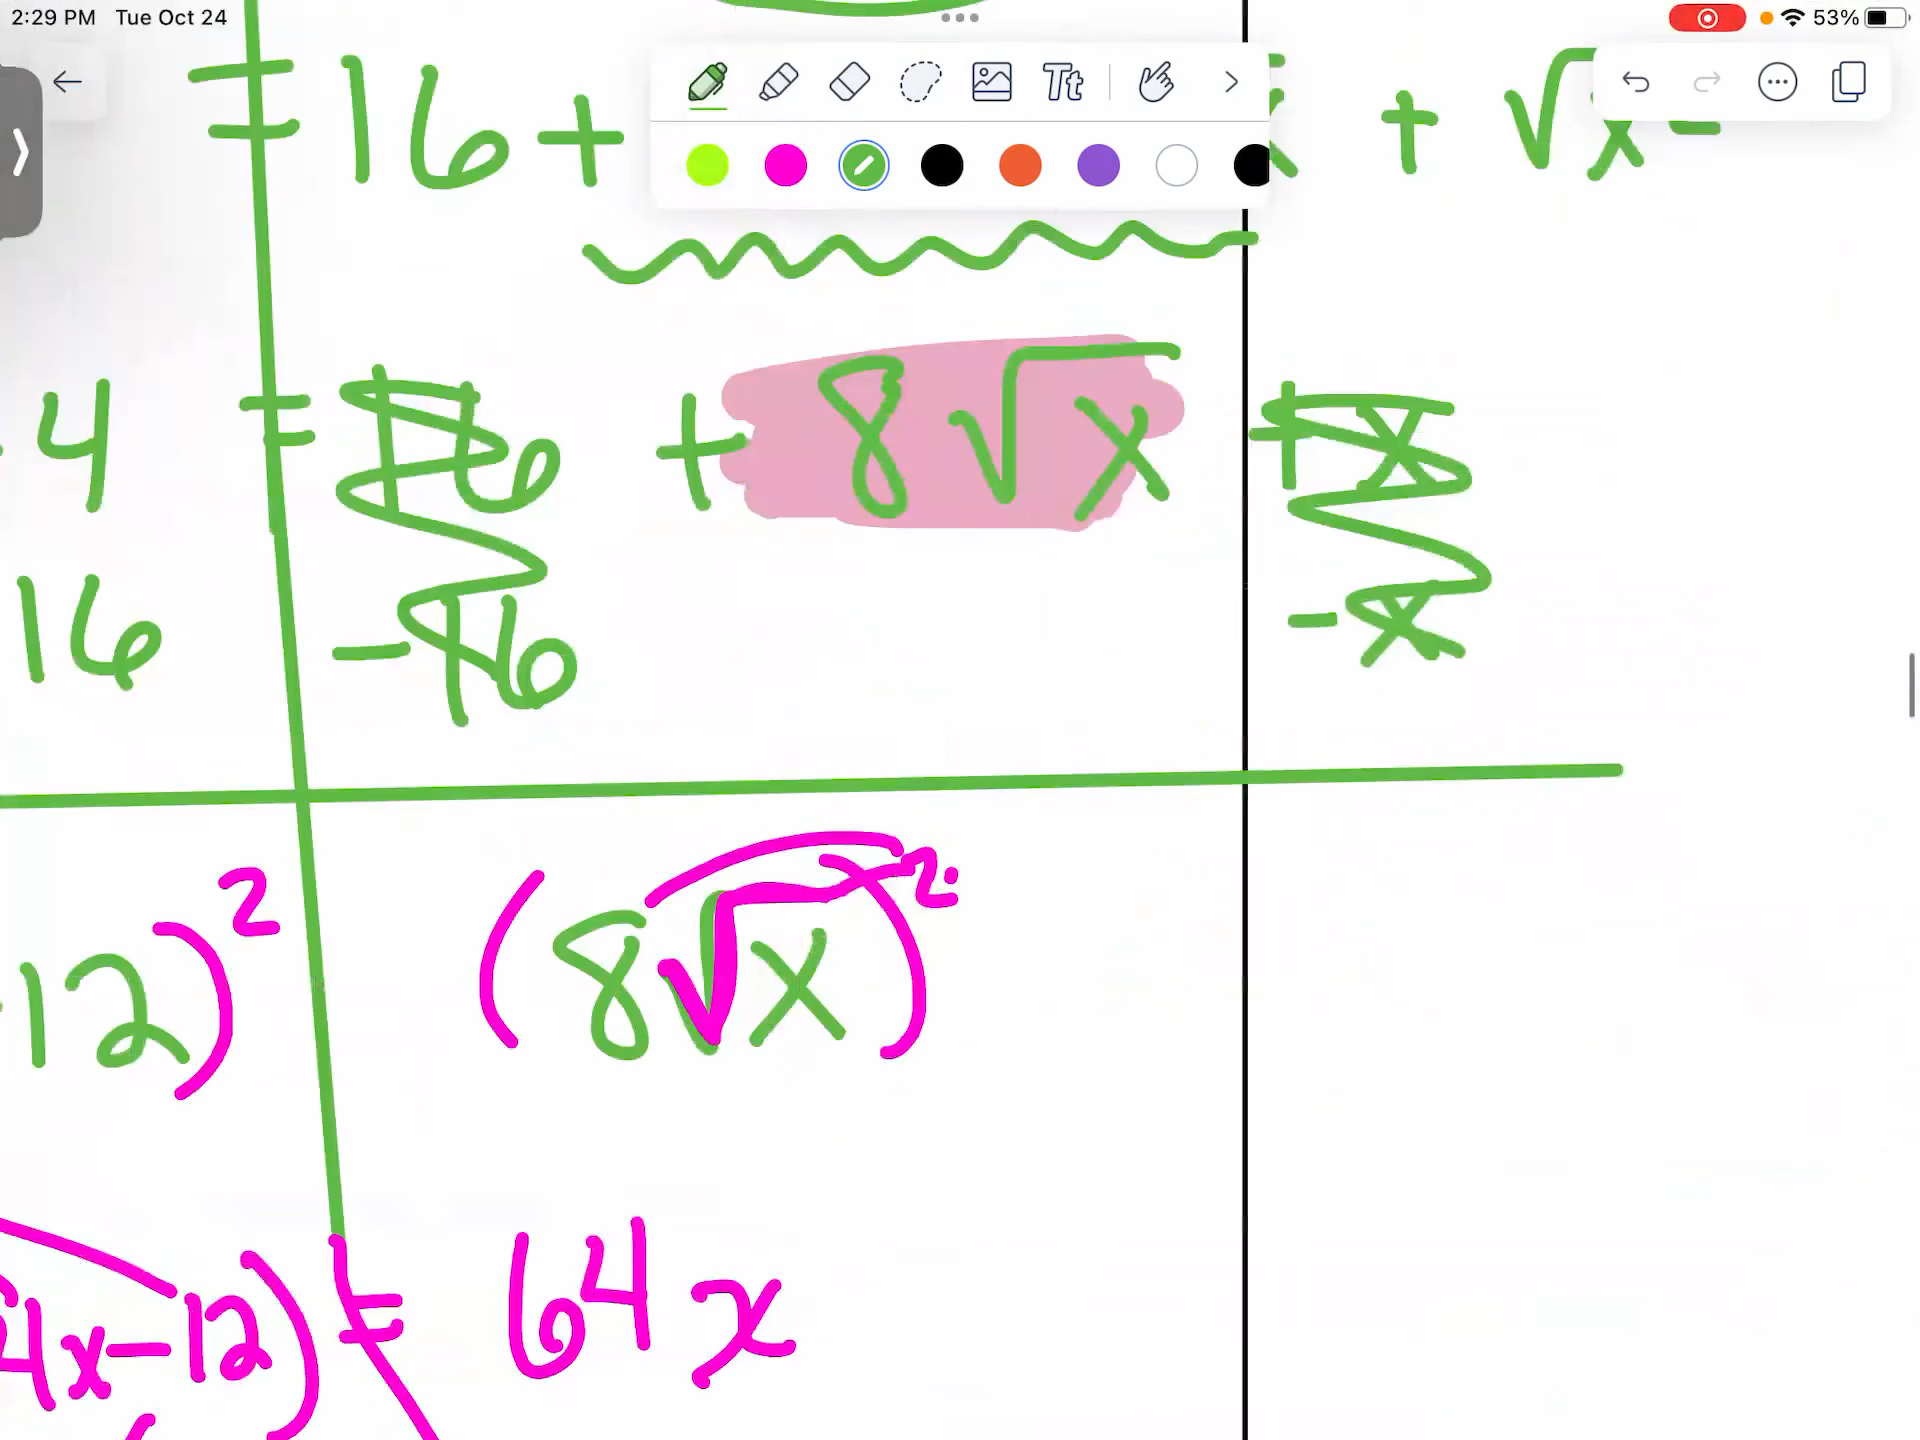 2:29 PM Tue Oct 24 53%
Tt
= 16 + + √x
4 = 16 + 8√x + x
16 - 16 - x
12)² (8√x)²
4x-12) = 64x